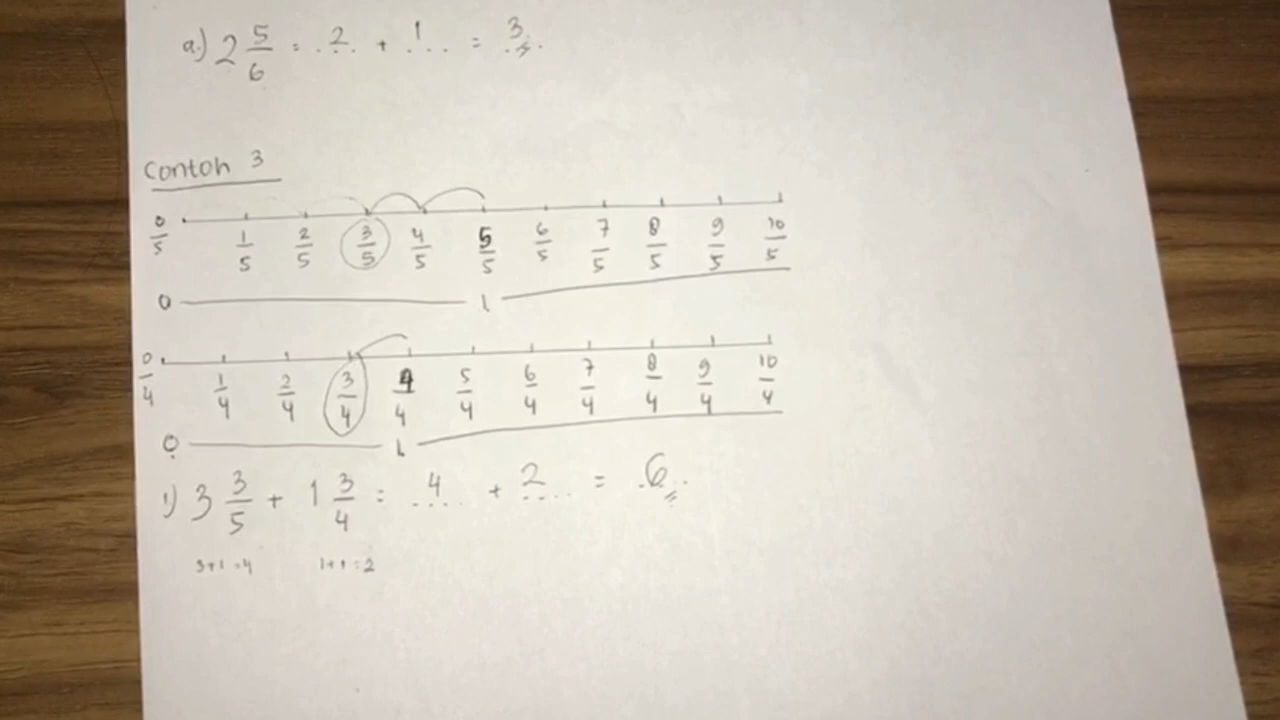 a.) 2 5/6 = ..2.. + ..1.. = ..3..
Contoh 3
0/5 1/5 2/5 3/5 4/5 5/5 6/5 7/5 8/5 9/5 10/5
0 1
0/4 1/4 2/4 3/4 4/4 5/4 6/4 7/4 8/4 9/4 10/4
0 1
1) 3 3/5 + 1 3/4 = ..4.. + ..2.. = ..6..
3+1=4 1+1=2